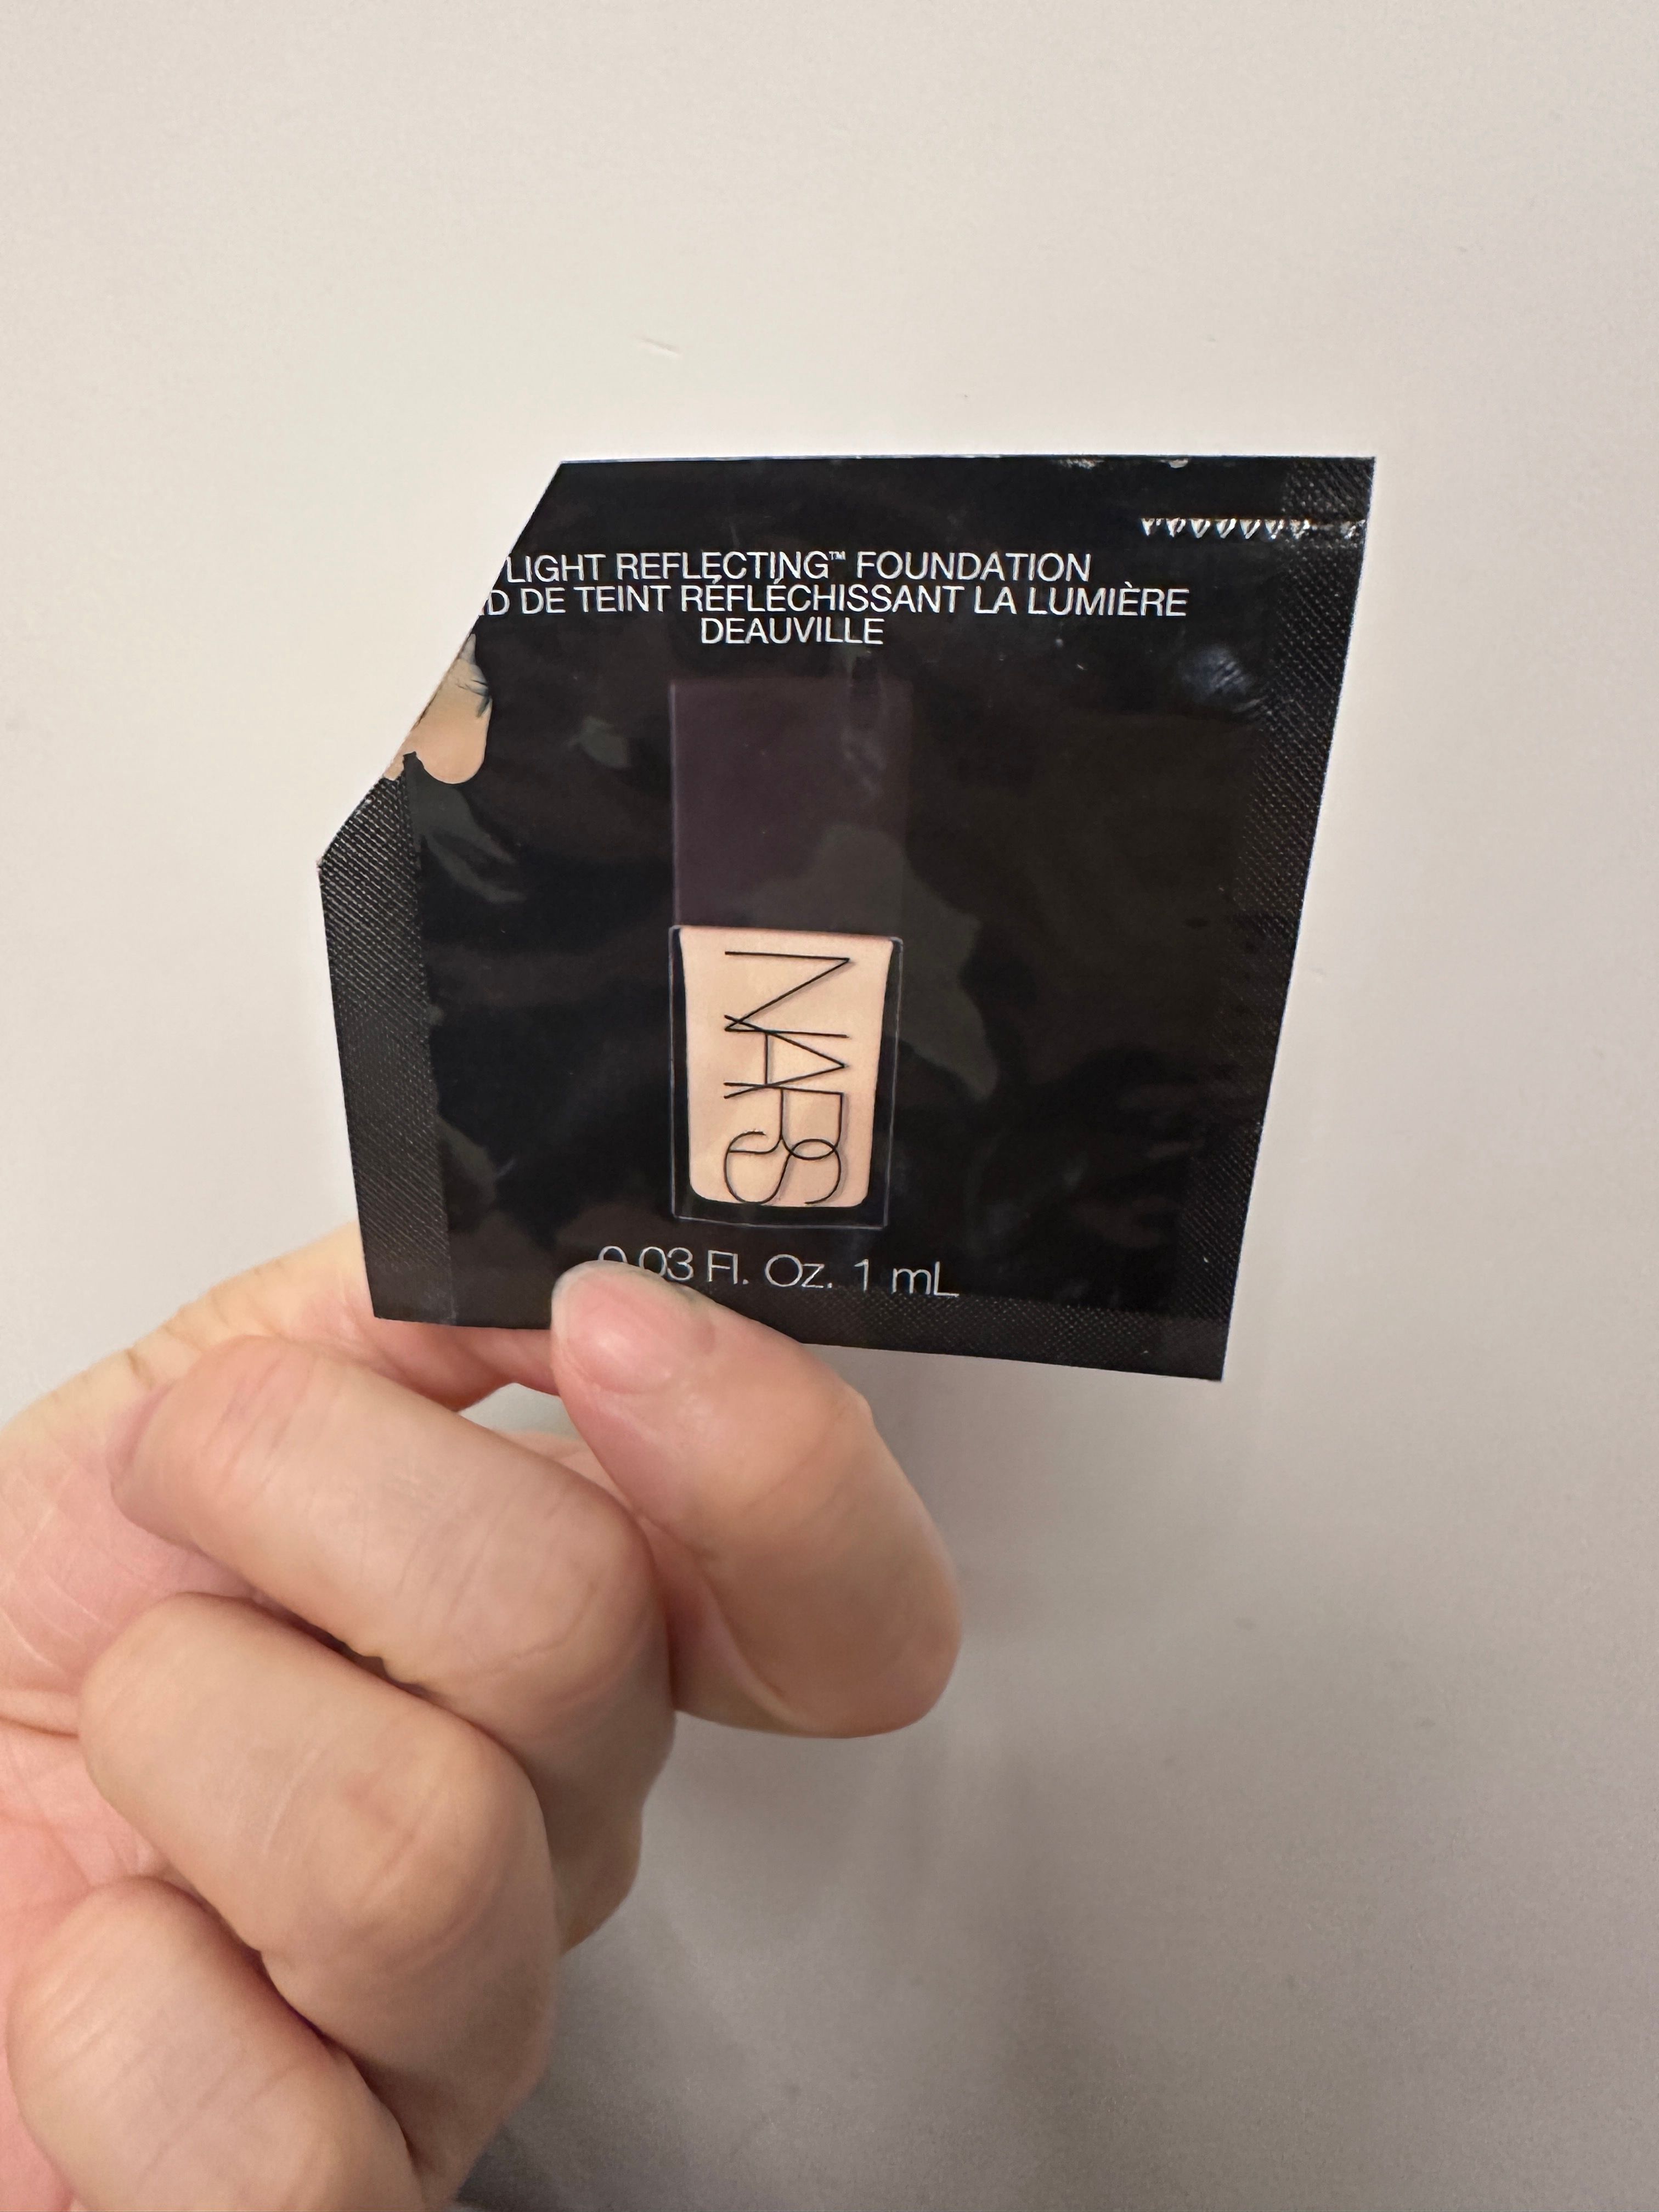 LIGHT REFLECTING™ FOUNDATION
DE TEINT RÉFLÉCHISSANT LA LUMIÈRE
DEAUVILLE
NARS
0.03 Fl. Oz. 1 mL